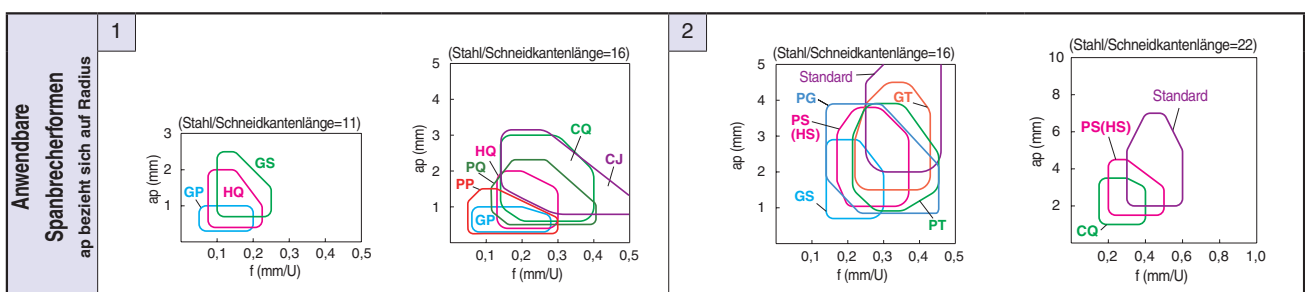 Anwendbare
Spanbrecherformen
ap bezieht sich auf Radius
1
(Stahl/Schneidkantenlänge=11)
3
2
1
ap (mm)
GS
HQ
GP
0,1 0,2 0,3 0,4 0,5
f (mm/U)
(Stahl/Schneidkantenlänge=16)
5
4
3
2
1
ap (mm)
CQ
HQ
CJ
PQ
PP
GP
0,1 0,2 0,3 0,4 0,5
f (mm/U)
2
(Stahl/Schneidkantenlänge=16)
5
4
3
2
1
ap (mm)
Standard
PG
GT
PS
(HS)
GS
PT
0,1 0,2 0,3 0,4 0,5
f (mm/U)
(Stahl/Schneidkantenlänge=22)
10
8
6
4
2
ap (mm)
Standard
PS(HS)
CQ
0,2 0,4 0,6 0,8 1,0
f (mm/U)